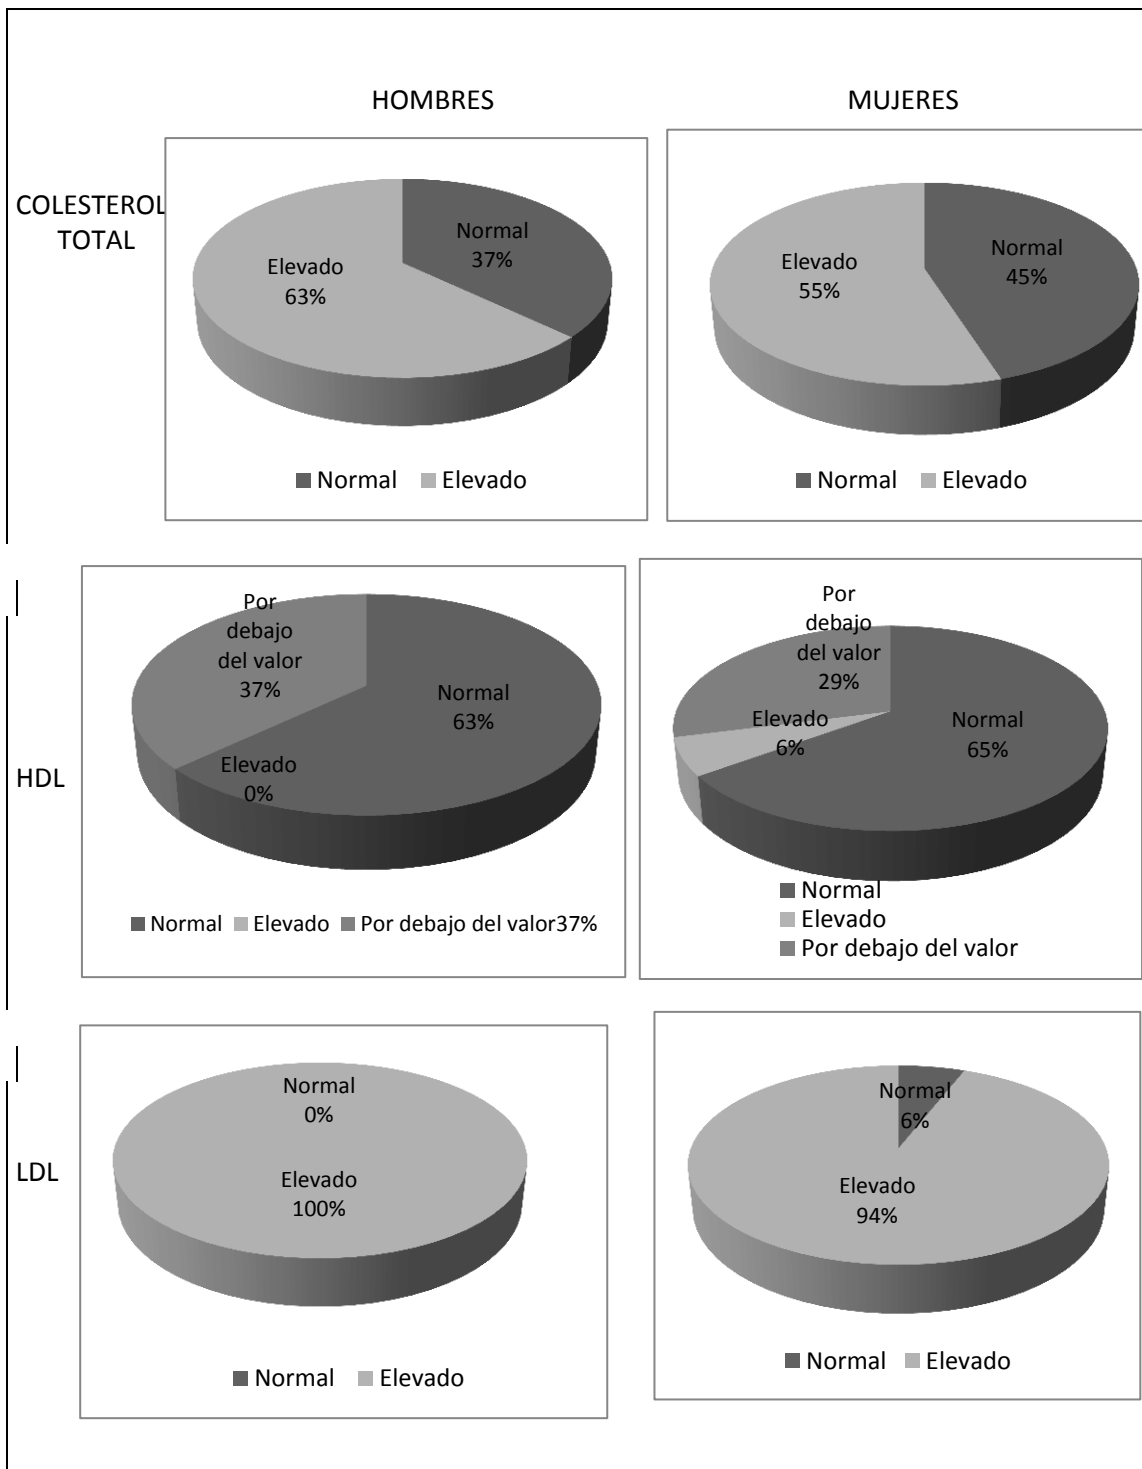 HOMBRES
MUJERES
COLESTEROL
TOTAL
Normal
37%
Elevado
63%
Normal Elevado
Normal
45%
Elevado
55%
Normal Elevado
HDL
Por
debajo
del valor
37%
Normal
63%
Elevado
0%
Normal Elevado Por debajo del valor37%
Por
debajo
del valor
29%
Elevado
6%
Normal
65%
Normal
Elevado
Por debajo del valor
LDL
Normal
0%
Elevado
100%
Normal Elevado
Normal
6%
Elevado
94%
Normal Elevado